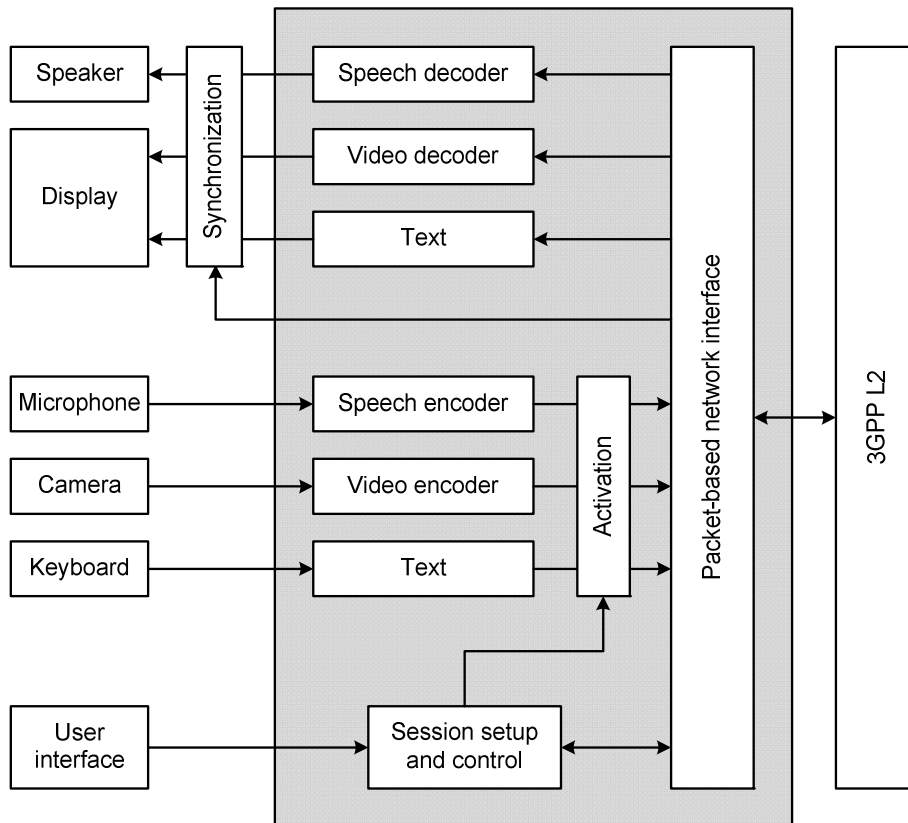 Speaker
Display
Synchronization
Speech decoder
Video decoder
Text
Packet-based network interface
3GPP L2
Microphone
Camera
Keyboard
Speech encoder
Video encoder
Text
Activation
User
interface
Session setup
and control